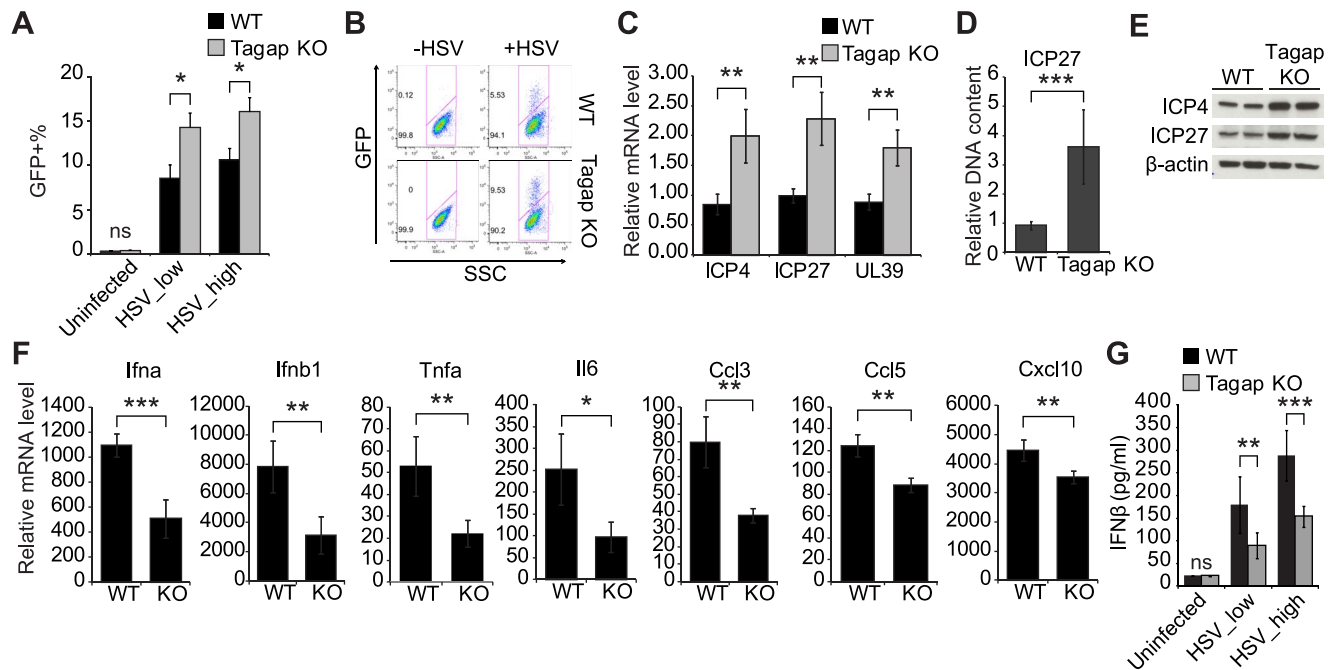 A
WT
Tagap KO
GFP+%
20
15
10
5
0
ns
*
*
Uninfected
HSV_low
HSV_high
B
-HSV
+HSV
GFP
0.12
99.8
5.53
94.1
WT
0
99.9
9.53
90.2
Tagap KO
SSC-A
SSC-A
SSC
C
WT
Tagap KO
Relative mRNA level
3.00
2.50
2.00
1.50
1.00
0.50
0.00
**
**
**
ICP4
ICP27
UL39
D
ICP27
***
Relative DNA content
6
5
4
3
2
1
0
WT
Tagap KO
E
WT
Tagap
KO
ICP4
ICP27
β-actin
F
Relative mRNA level
Ifna
1400
1200
1000
800
600
400
200
0
***
WT
KO
Ifnb1
12000
10000
8000
6000
4000
2000
0
**
WT
KO
Tnfa
80
70
60
50
40
30
20
10
0
**
WT
KO
Il6
400
350
300
250
200
150
100
50
0
*
WT
KO
Ccl3
100
90
80
70
60
50
40
30
20
10
0
**
WT
KO
Ccl5
160
140
120
100
80
60
40
20
0
**
WT
KO
Cxcl10
6000
5000
4000
3000
2000
1000
0
**
WT
KO
G
WT
Tagap KO
IFNβ (pg/ml)
400
350
300
250
200
150
100
50
0
ns
**
***
Uninfected
HSV_low
HSV_high